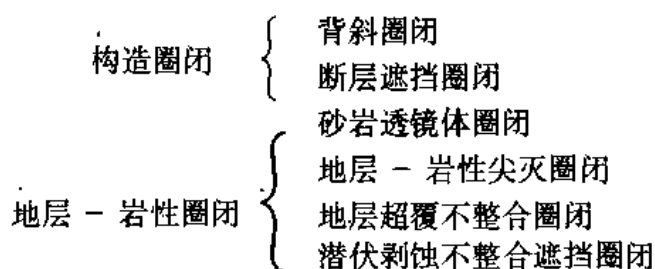 构造圈闭
背斜圈闭
断层遮挡圈闭
地层 - 岩性圈闭
砂岩透镜体圈闭
地层 - 岩性尖灭圈闭
地层超覆不整合圈闭
潜伏剥蚀不整合遮挡圈闭